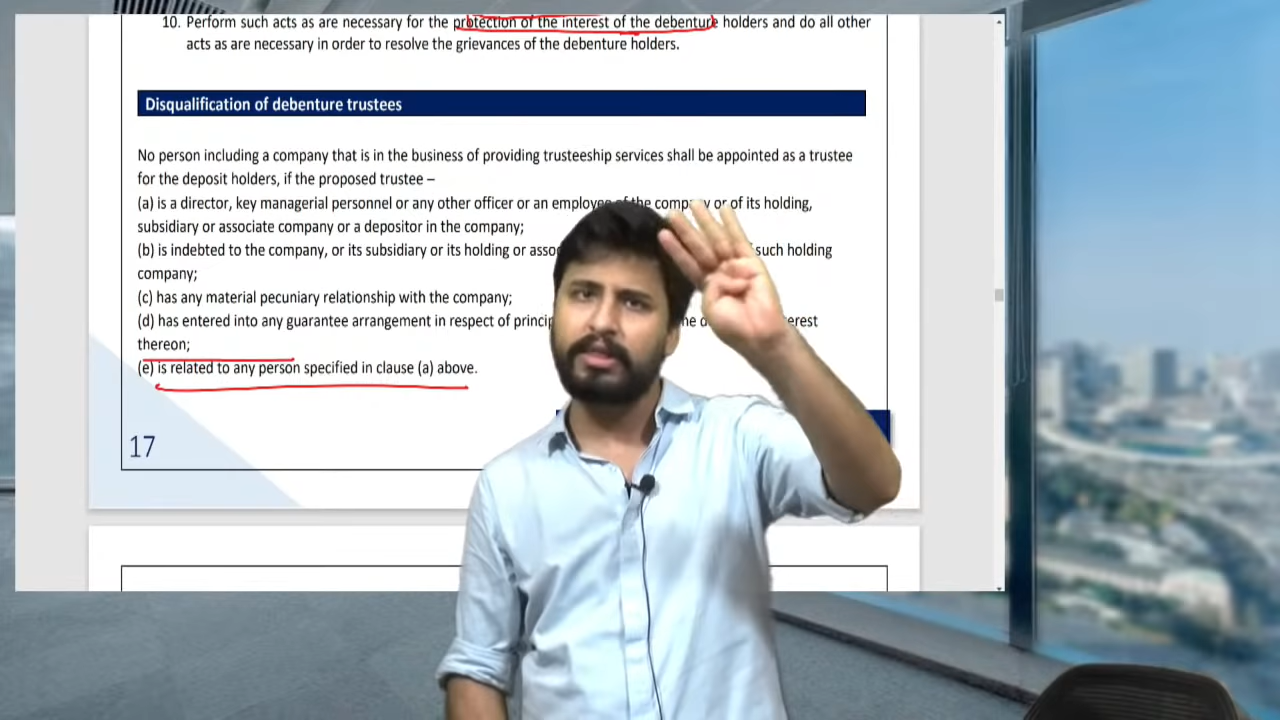 10. Perform such acts as are necessary for the protection of the interest of the debenture holders and do all other
acts as are necessary in order to resolve the grievances of the debenture holders.
Disqualification of debenture trustees
No person including a company that is in the business of providing trusteeship services shall be appointed as a trustee
for the deposit holders, if the proposed trustee –
(a) is a director, key managerial personnel or any other officer or an employee of the company or of its holding,
subsidiary or associate company or a depositor in the company;
(b) is indebted to the company, or its subsidiary or its holding or such holding
company;
(c) has any material pecuniary relationship with the company;
(d) has entered into any guarantee arrangement in respect of
thereon;
(e) is related to any person specified in clause (a) above.
17